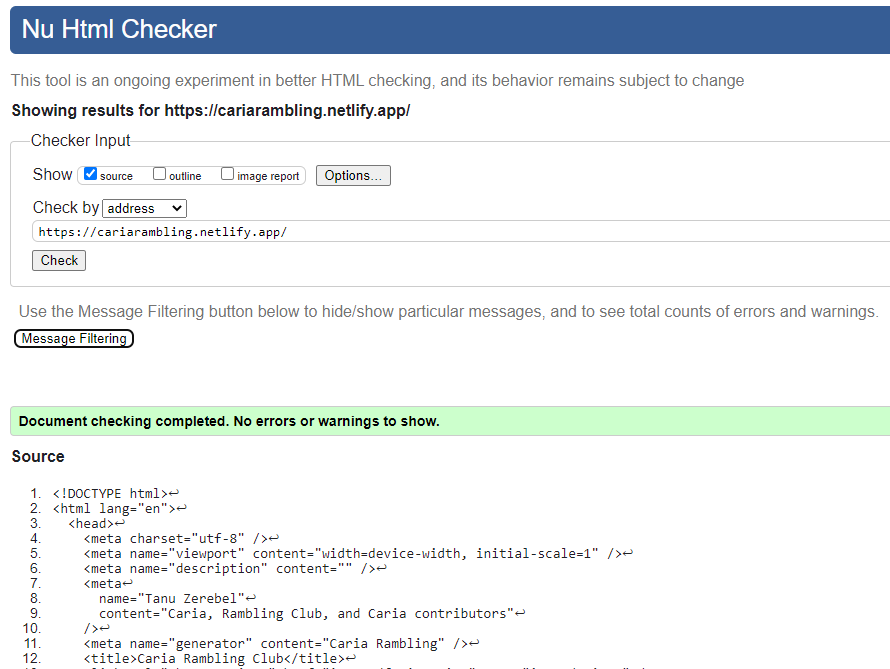 Nu Html Checker
This tool is an ongoing experiment in better HTML checking, and its behavior remains subject to change
Showing results for https://cariarambling.netlify.app/
Checker Input
Show source outline image report Options...
Check by address
https://cariarambling.netlify.app/
Check
Use the Message Filtering button below to hide/show particular messages, and to see total counts of errors and warnings.
Message Filtering
Document checking completed. No errors or warnings to show.
Source
1. <!DOCTYPE html>↩
2. <html lang="en">↩
3. <head>↩
4. <meta charset="utf-8" />↩
5. <meta name="viewport" content="width=device-width, initial-scale=1" />↩
6. <meta name="description" content="" />↩
7. <meta↩
8. name="Tanu Zerebel"↩
9. content="Caria, Rambling Club, and Caria contributors"↩
10. />↩
11. <meta name="generator" content="Caria Rambling" />↩
12. <title>Caria Rambling Club</title>↩